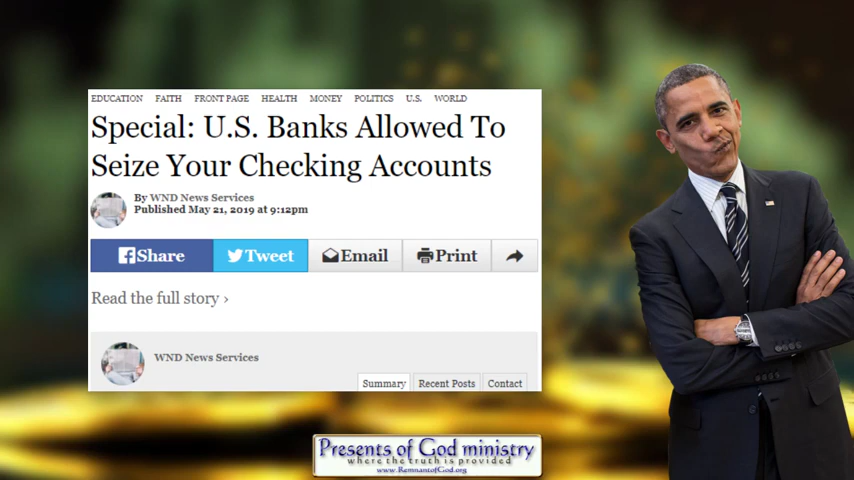 EDUCATION FAITH FRONT PAGE HEALTH MONEY POLITICS U.S. WORLD
Special: U.S. Banks Allowed To
Seize Your Checking Accounts
By WND News Services
Published May 21, 2019 at 9:12pm
Share Tweet Email Print
Read the full story ›
WND News Services
Summary Recent Posts Contact
Presents of God ministry
where the truth is provided
www.RemnantofGod.org